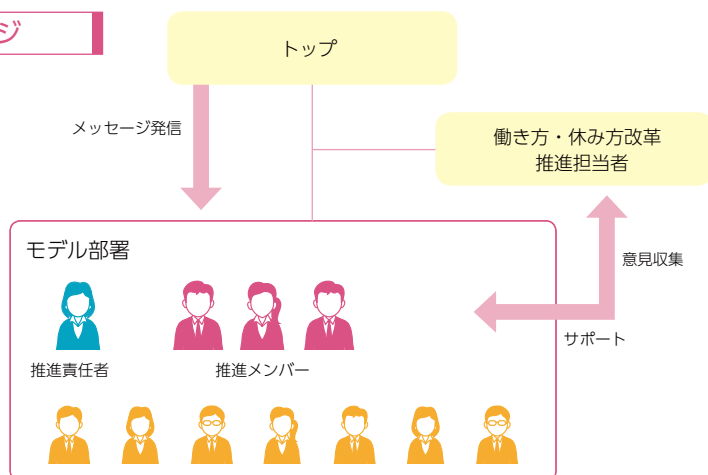 ジ
トップ
メッセージ発信
働き方・休み方改革
推進担当者
モデル部署
意見収集
サポート
推進責任者
推進メンバー